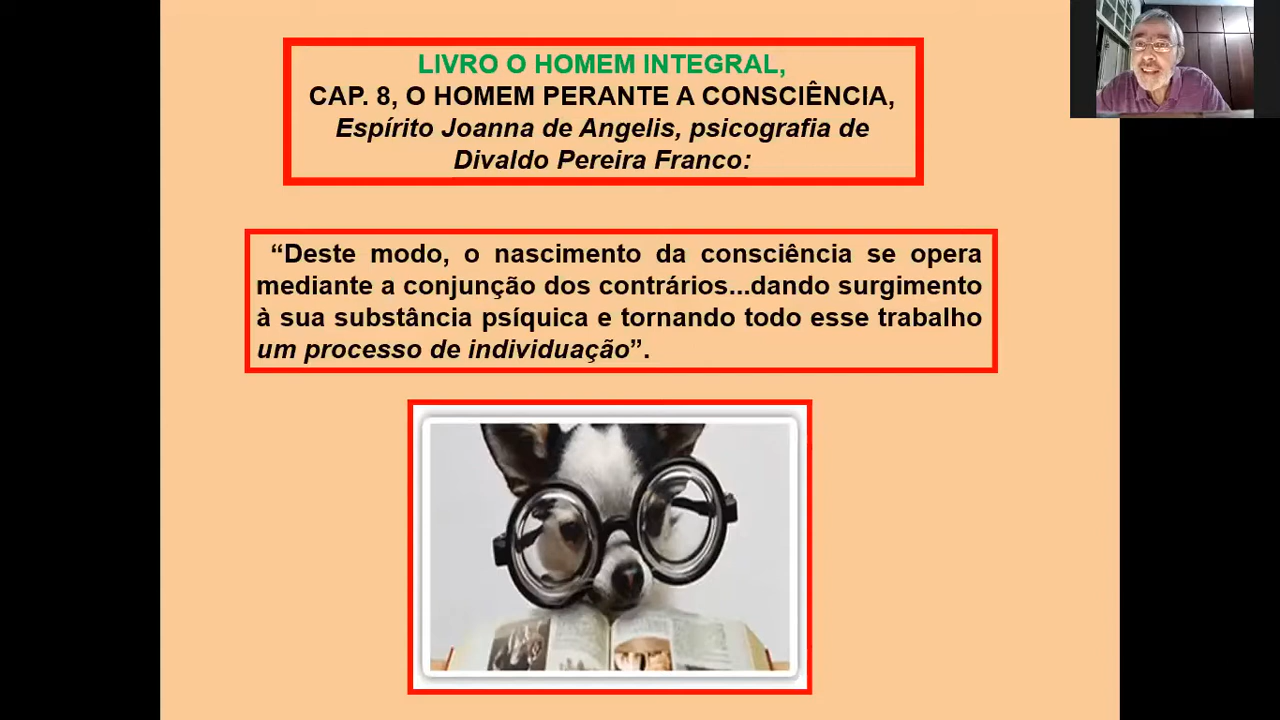 LIVRO O HOMEM INTEGRAL,
CAP. 8, O HOMEM PERANTE A CONSCIÊNCIA,
Espírito Joanna de Angelis, psicografia de
Divaldo Pereira Franco:
“Deste modo, o nascimento da consciência se opera
mediante a conjunção dos contrários...dando surgimento
à sua substância psíquica e tornando todo esse trabalho
um processo de individuação”.